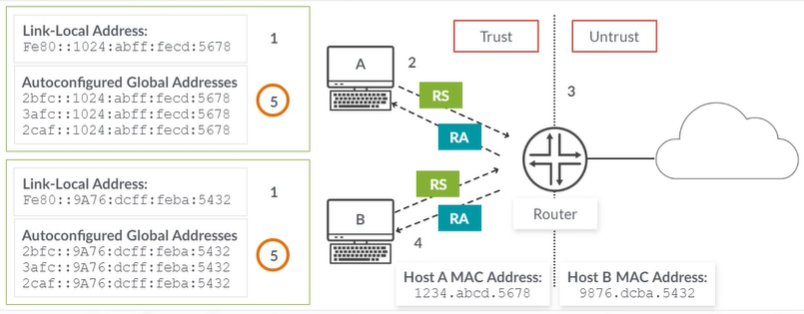 Link-Local Address:
Fe80::1024:abff:fecd:5678
1
Autoconfigured Global Addresses
2bfc::1024:abff:fecd:5678
3afc::1024:abff:fecd:5678
2caf::1024:abff:fecd:5678
5
Link-Local Address:
Fe80::9A76:dcff:feba:5432
1
Autoconfigured Global Addresses
2bfc::9A76:dcff:feba:5432
3afc::9A76:dcff:feba:5432
2caf::9A76:dcff:feba:5432
5
A
2
RS
RA
Trust
Untrust
3
B
RS
RA
4
Router
Host A MAC Address:
1234.abcd.5678
Host B MAC Address:
9876.dcba.5432